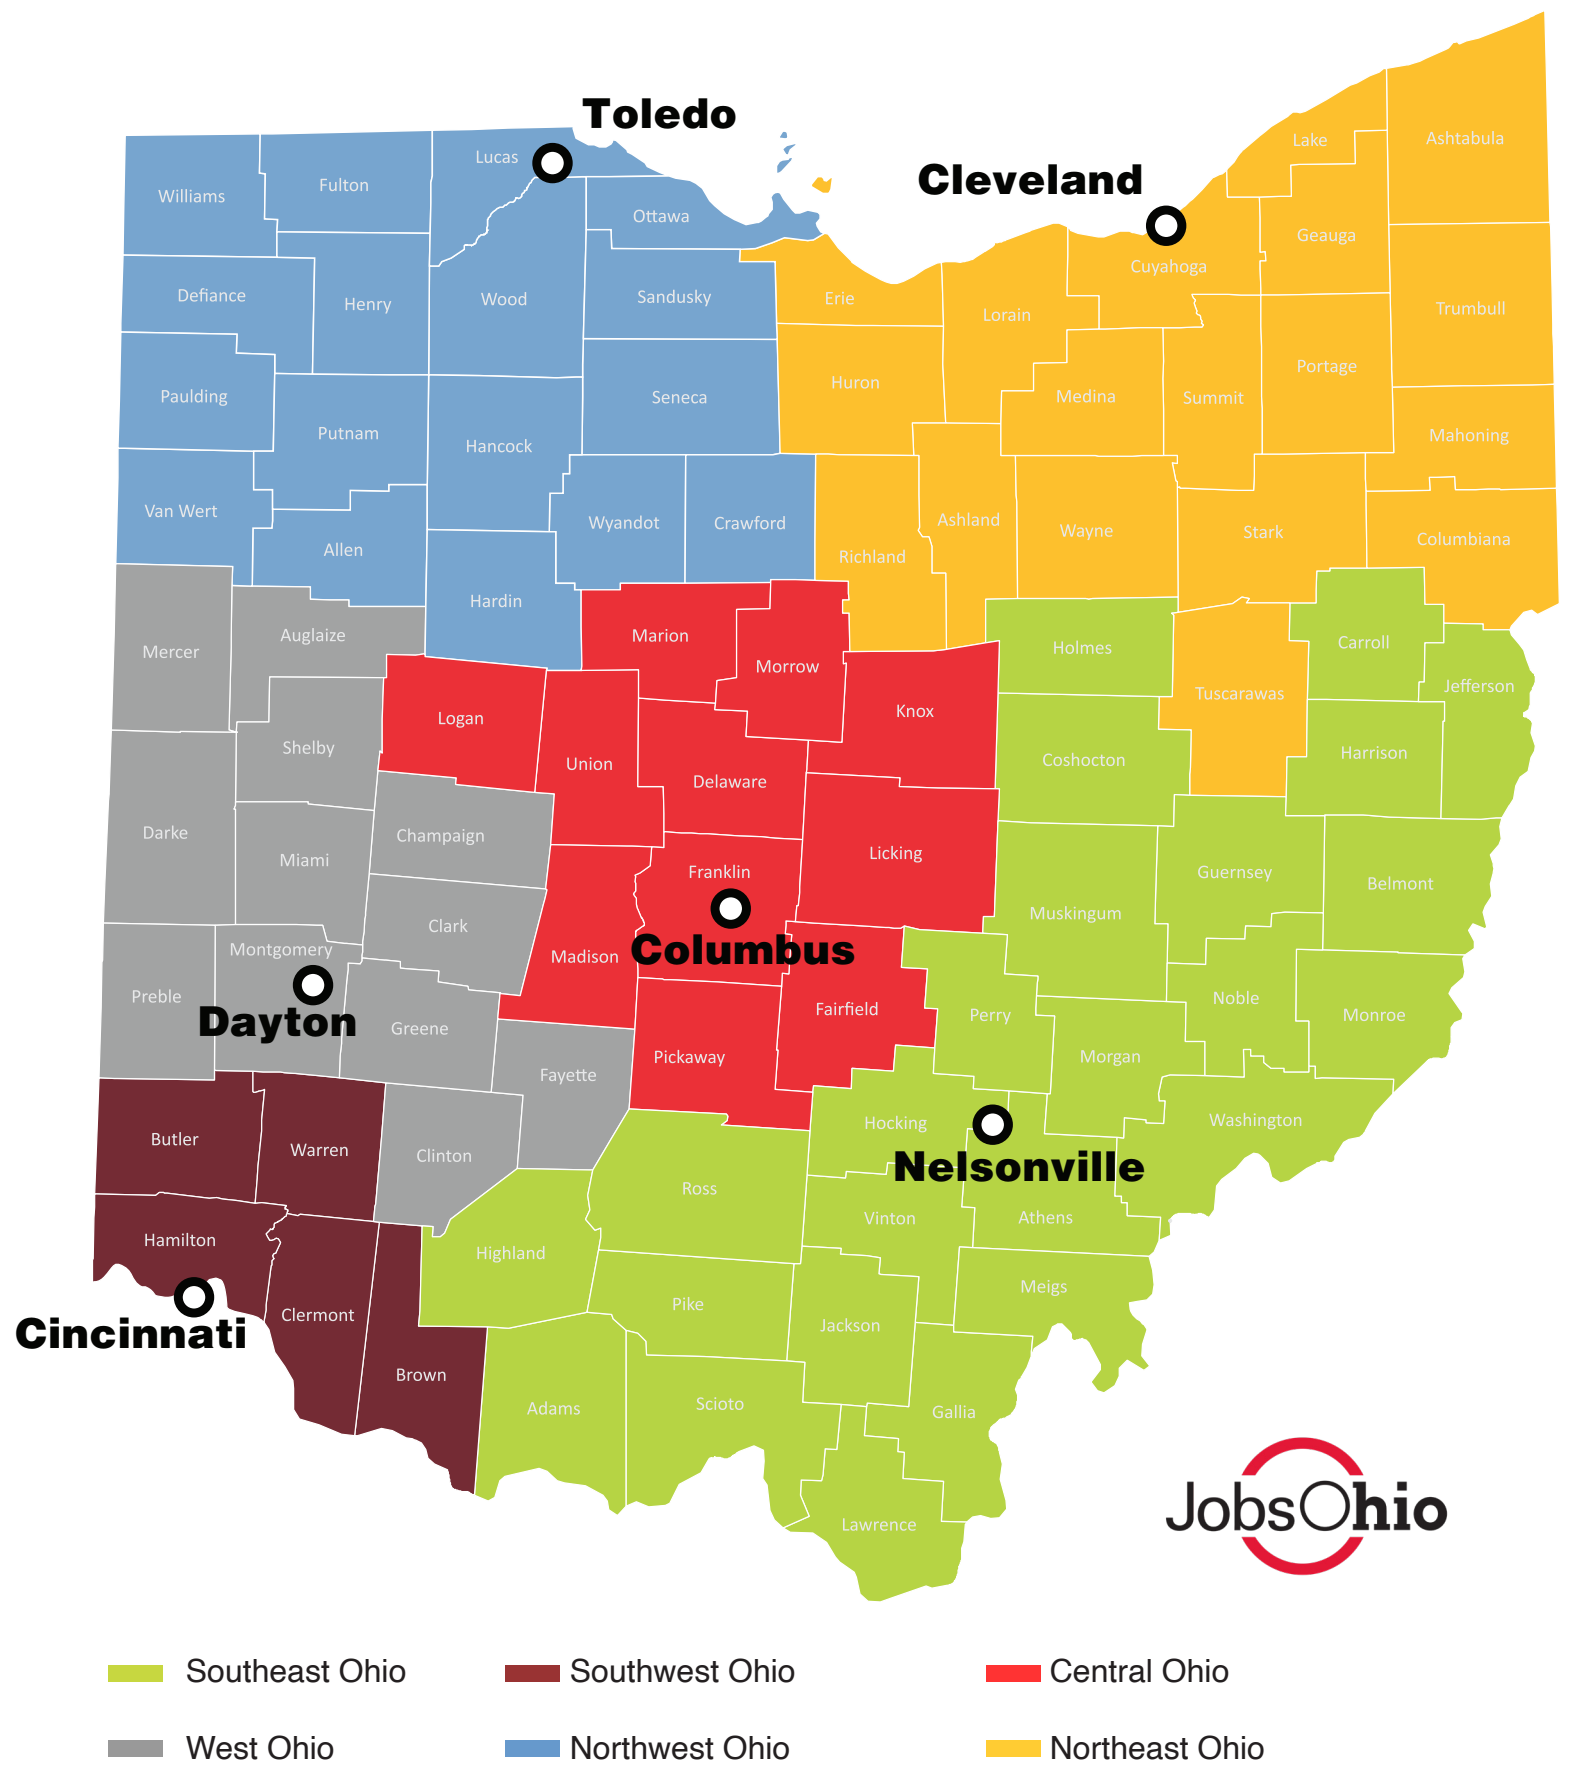 Toledo
Lucas
Ashtabula
Lake
Cleveland
Fulton
Williams
Ottawa
Geauga
Cuyahoga
Defiance
Henry
Wood
Sandusky
Erie
Lorain
Trumbull
Portage
Huron
Paulding
Medina
Summit
Seneca
Putnam
Mahoning
Hancock
Van Wert
Wyandot
Crawford
Ashland
Wayne
Stark
Columbiana
Allen
Richland
Hardin
Auglaize
Marion
Carroll
Holmes
Mercer
Morrow
Jefferson
Tuscarawas
Knox
Logan
Shelby
Harrison
Coshocton
Union
Delaware
Darke
Champaign
Licking
Miami
Franklin
Guernsey
Belmont
Muskingum
Clark
Montgomery
Columbus
Madison
Preble
Noble
Fairfield
Perry
Monroe
Dayton
Greene
Pickaway
Morgan
Fayette
Washington
Hocking
Butler
Warren
Clinton
Nelsonville
Ross
Vinton
Athens
Hamilton
Highland
Meigs
Pike
Clermont
Jackson
Cincinnati
Brown
Scioto
Adams
Gallia
JobsOhio
Lawrence
Southeast Ohio
Southwest Ohio
Central Ohio
West Ohio
Northwest Ohio
Northeast Ohio